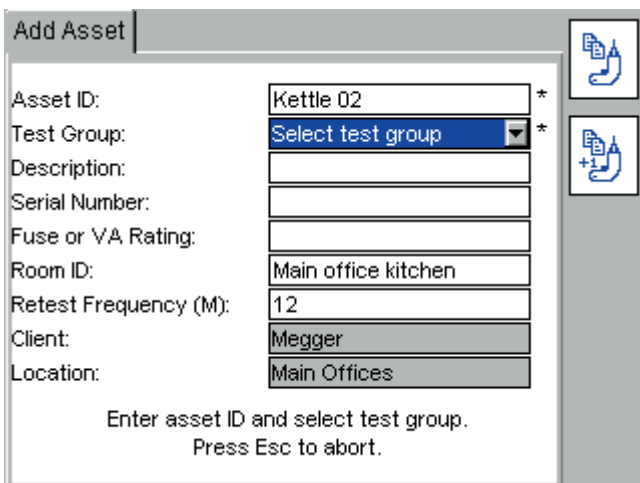 Add Asset
Asset ID: Kettle 02 *
Test Group: Select test group *
Description:
Serial Number:
Fuse or VA Rating:
Room ID: Main office kitchen
Retest Frequency (M): 12
Client: Megger
Location: Main Offices
Enter asset ID and select test group.
Press Esc to abort.
+1